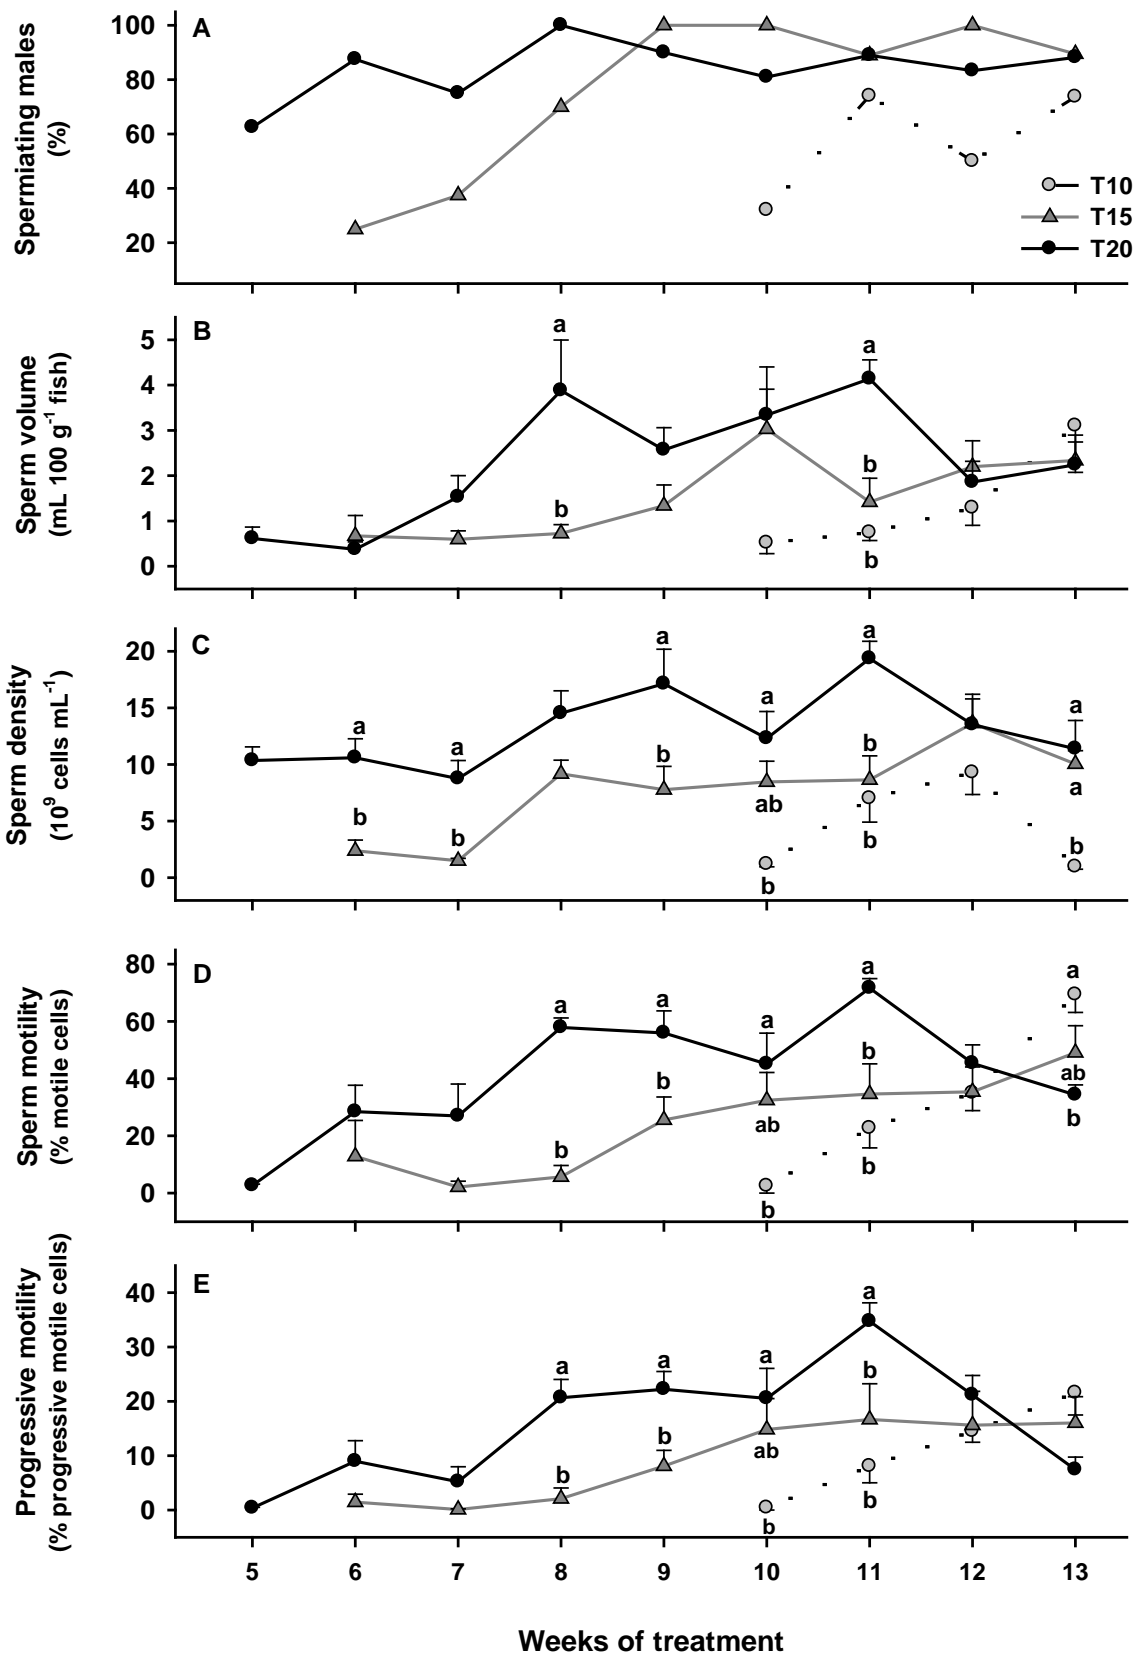 A
Spermiating males
(%)
100
80
60
40
20
T10
T15
T20
B
Sperm volume
(mL 100 g⁻¹ fish)
5
4
3
2
1
0
a
a
b
b
b
C
Sperm density
(10⁹ cells mL⁻¹)
20
15
10
5
0
a
a
a
a
a
a
b
b
b
b
ab
a
b
b
b
b
D
Sperm motility
(% motile cells)
80
60
40
20
0
a
a
a
a
a
b
b
b
ab
ab
b
b
b
E
Progressive motility
(% progressive motile cells)
40
30
20
10
0
a
a
a
a
b
b
b
ab
b
b
5 6 7 8 9 10 11 12 13
Weeks of treatment